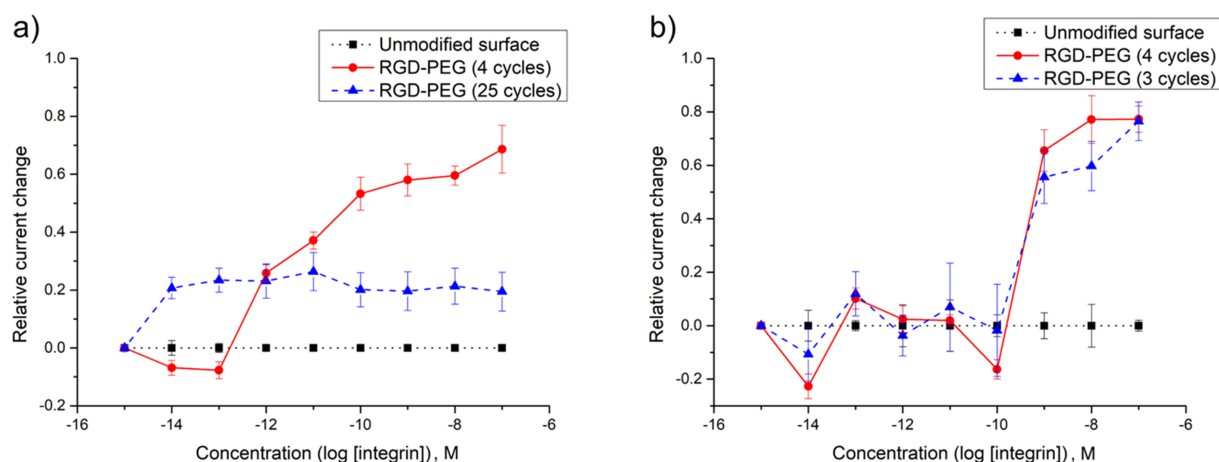 a)
Unmodified surface
RGD-PEG (4 cycles)
RGD-PEG (25 cycles)
1.0
0.8
0.6
0.4
0.2
0.0
-0.2
Relative current change
-16
-14
-12
-10
-8
-6
Concentration (log [integrin]) , M
b)
Unmodified surface
RGD-PEG (4 cycles)
RGD-PEG (3 cycles)
1.0
0.8
0.6
0.4
0.2
0.0
-0.2
Relative current change
-16
-14
-12
-10
-8
-6
Concentration (log [integrin]) , M